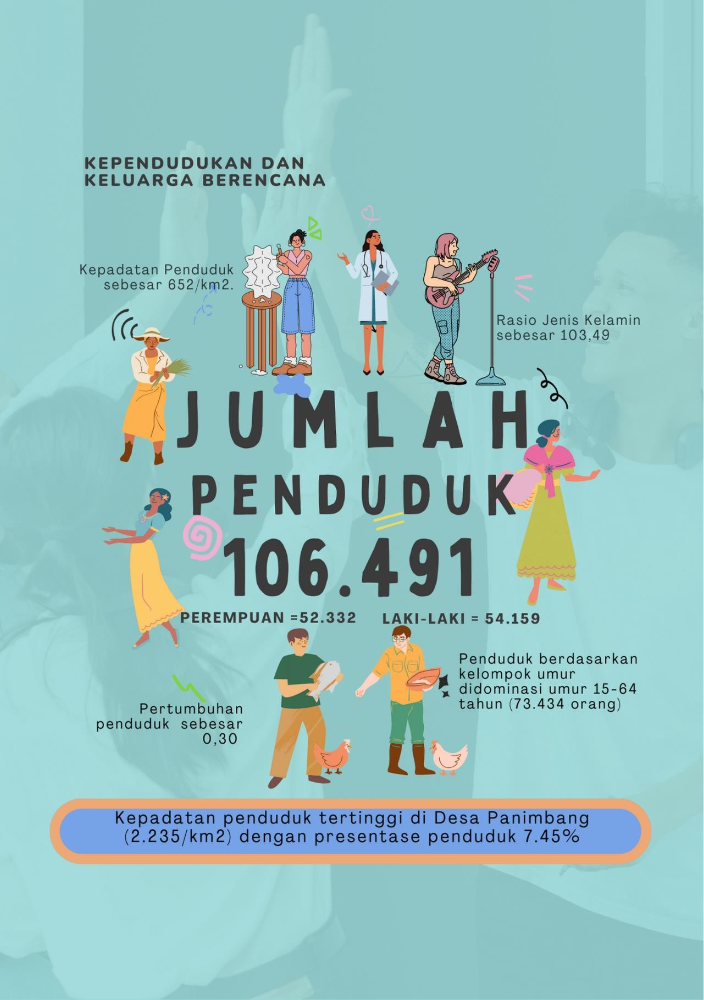 KEPENDUDUKAN DAN
KELUARGA BERENCANA
Kepadatan Penduduk
sebesar 652/km2.
Rasio Jenis Kelamin
sebesar 103,49
JUMLAH
PENDUDUK
106.491
PEREMPUAN =52.332 LAKI-LAKI = 54.159
Penduduk berdasarkan
kelompok umur
didominasi umur 15-64
tahun (73.434 orang)
Pertumbuhan
penduduk sebesar
0,30
Kepadatan penduduk tertinggi di Desa Panimbang
(2.235/km2) dengan presentase penduduk 7.45%